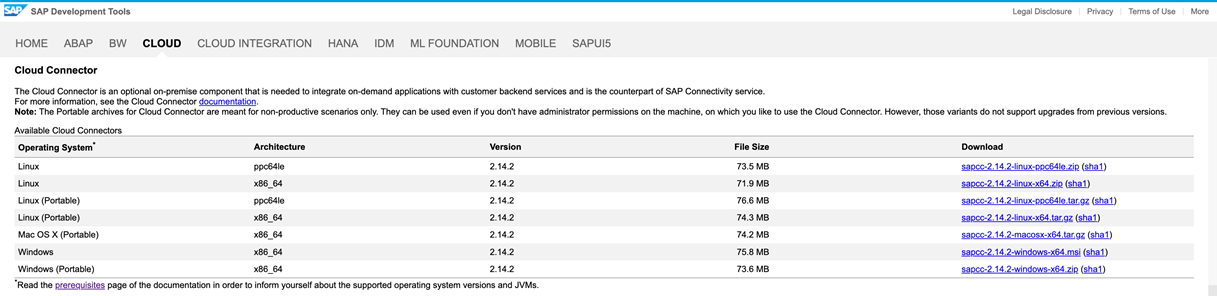 SAP SAP Development Tools Legal Disclosure Privacy Terms of Use More
HOME ABAP BW CLOUD CLOUD INTEGRATION HANA IDM ML FOUNDATION MOBILE SAPUI5
Cloud Connector
The Cloud Connector is an optional on-premise component that is needed to integrate on-demand applications with customer backend services and is the counterpart of SAP Connectivity service.
For more information, see the Cloud Connector documentation.
Note: The Portable archives for Cloud Connector are meant for non-productive scenarios only. They can be used even if you don't have administrator permissions on the machine, on which you like to use the Cloud Connector. However, those variants do not support upgrades from previous versions.
Available Cloud Connectors
Operating System* Architecture Version File Size Download
Linux ppc64le 2.14.2 73.5 MB sapcc-2.14.2-linux-ppc64le.zip (sha1)
Linux x86_64 2.14.2 71.9 MB sapcc-2.14.2-linux-x64.zip (sha1)
Linux (Portable) ppc64le 2.14.2 76.6 MB sapcc-2.14.2-linux-ppc64le.tar.gz (sha1)
Linux (Portable) x86_64 2.14.2 74.3 MB sapcc-2.14.2-linux-x64.tar.gz (sha1)
Mac OS X (Portable) x86_64 2.14.2 74.2 MB sapcc-2.14.2-macosx-x64.tar.gz (sha1)
Windows x86_64 2.14.2 75.8 MB sapcc-2.14.2-windows-x64.msi (sha1)
Windows (Portable) x86_64 2.14.2 73.6 MB sapcc-2.14.2-windows-x64.zip (sha1)
*Read the prerequisites page of the documentation in order to inform yourself about the supported operating system versions and JVMs.